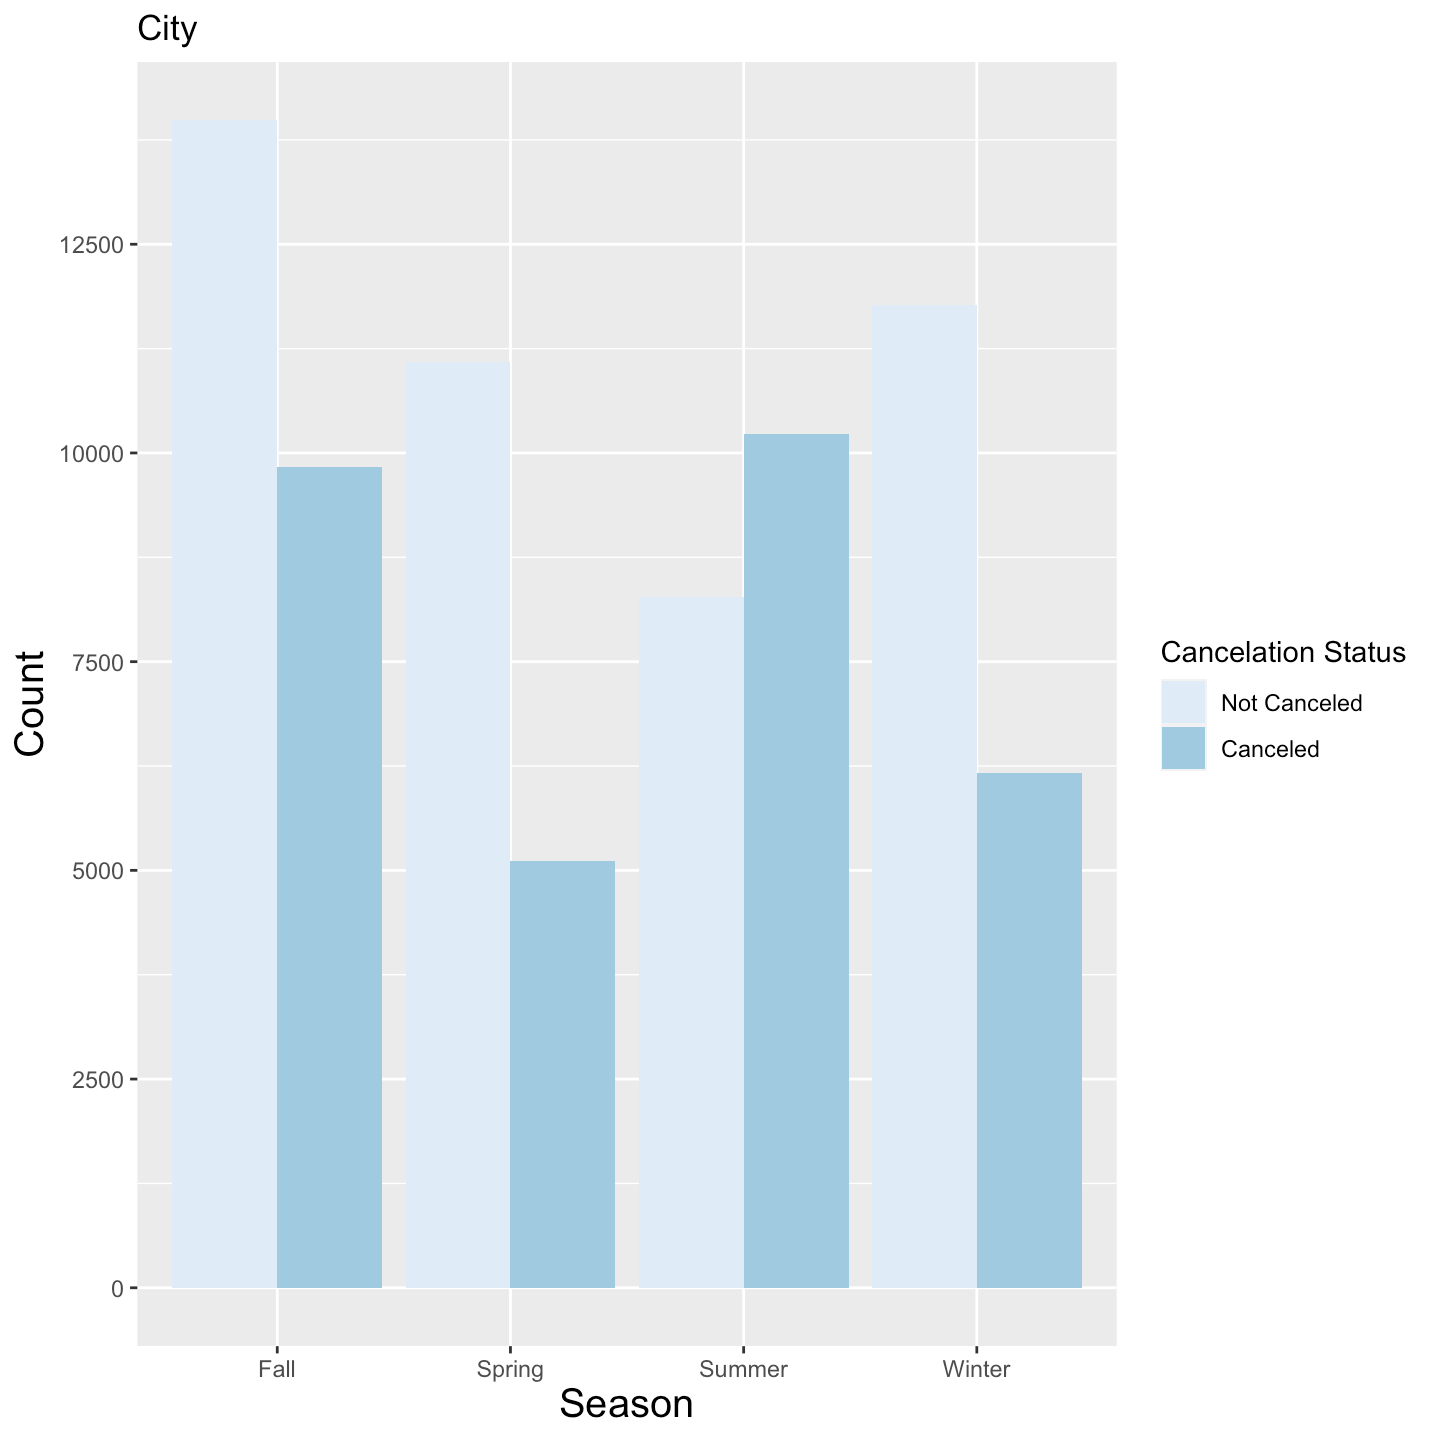 City
12500
10000
7500
5000
2500
0
Count
Fall Spring Summer Winter
Season
Cancelation Status
Not Canceled
Canceled